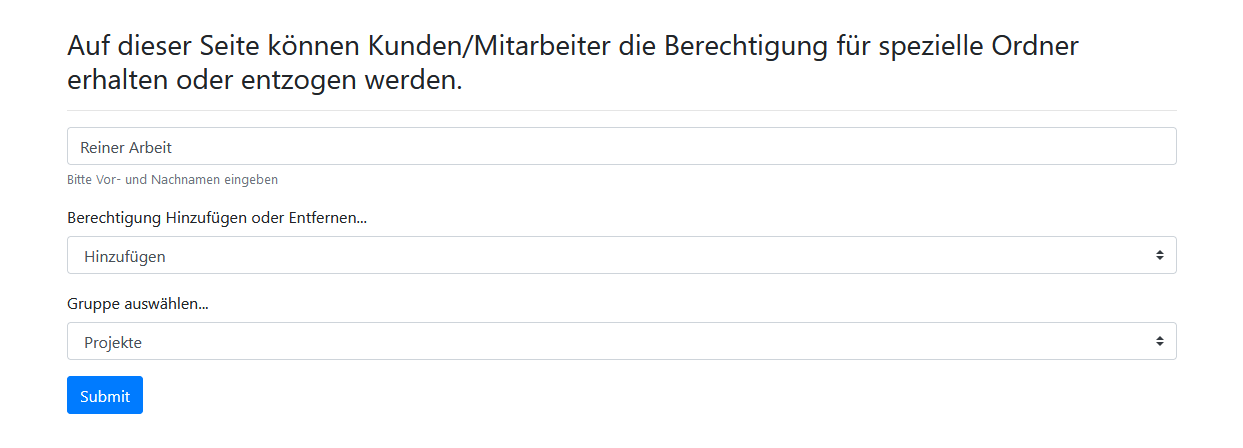 Auf dieser Seite können Kunden/Mitarbeiter die Berechtigung für spezielle Ordner
erhalten oder entzogen werden.
Reiner Arbeit
Bitte Vor- und Nachnamen eingeben
Berechtigung Hinzufügen oder Entfernen...
Hinzufügen
Gruppe auswählen...
Projekte
Submit